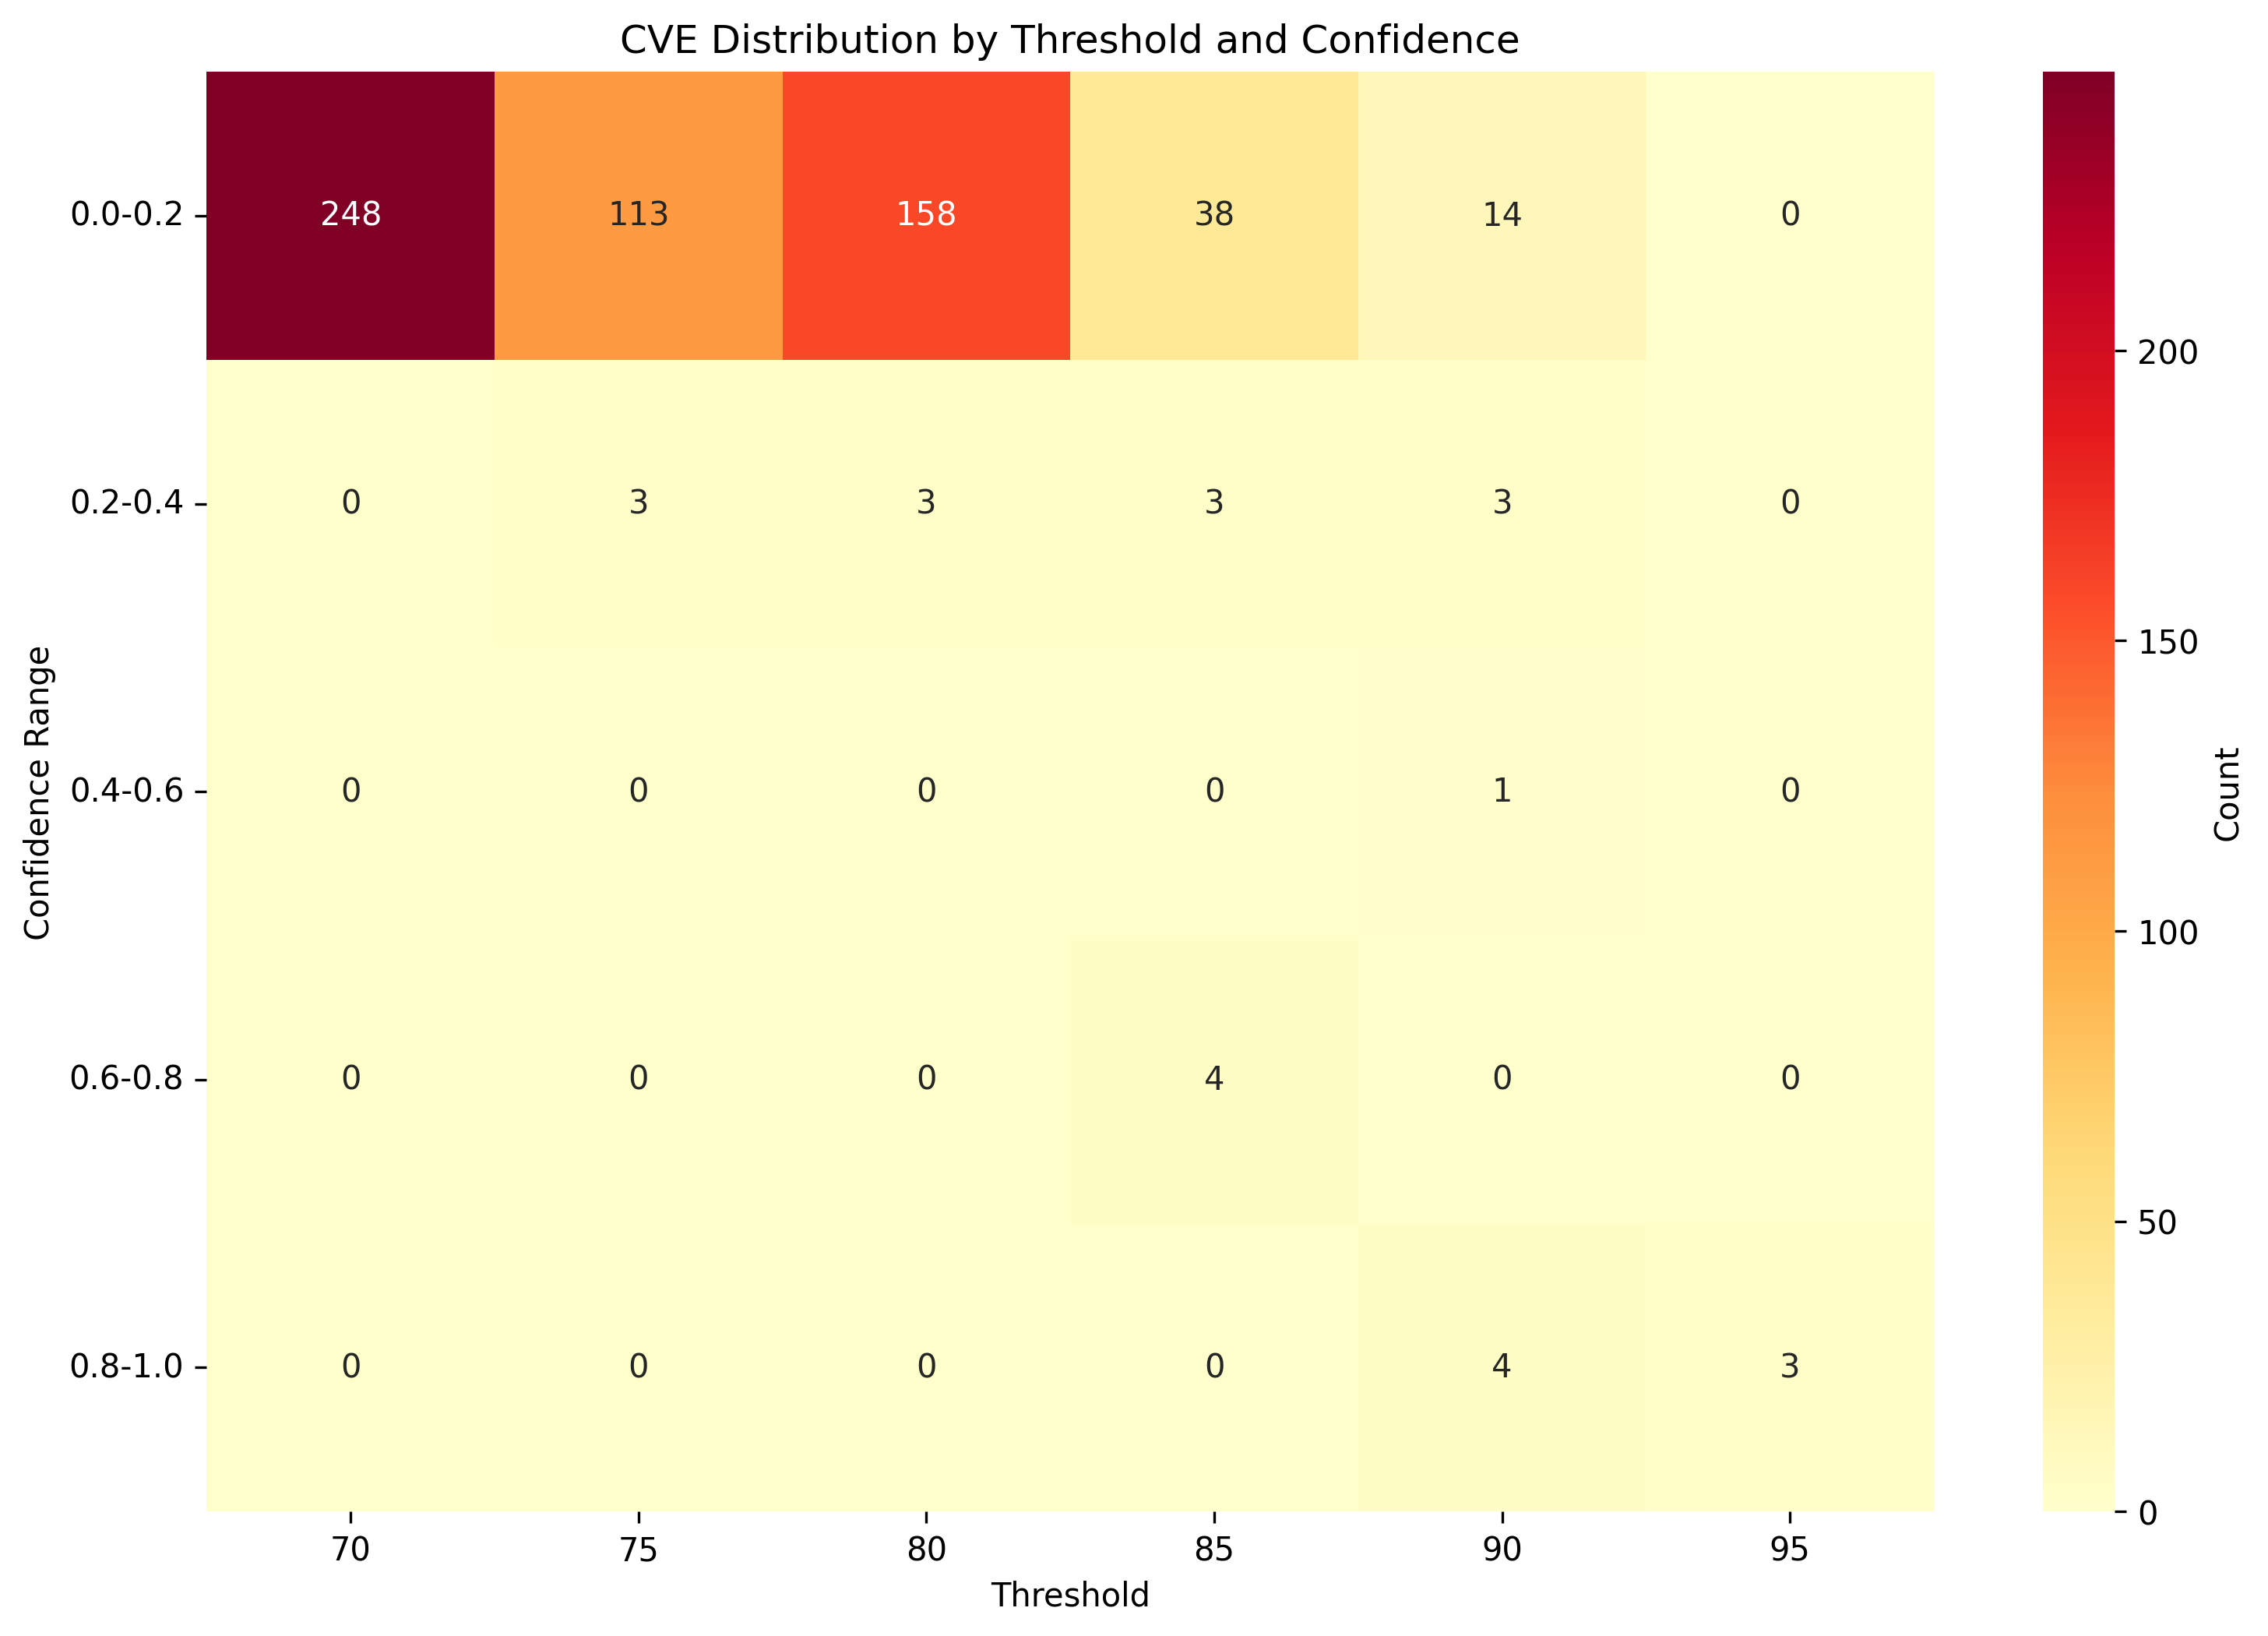 CVE Distribution by Threshold and Confidence
0.0-0.2 248 113 158 38 14 0
0.2-0.4 0 3 3 3 3 0
0.4-0.6 0 0 0 0 1 0
0.6-0.8 0 0 0 4 0 0
0.8-1.0 0 0 0 0 4 3
70 75 80 85 90 95
Threshold
Confidence Range
200
150
100
50
0
Count